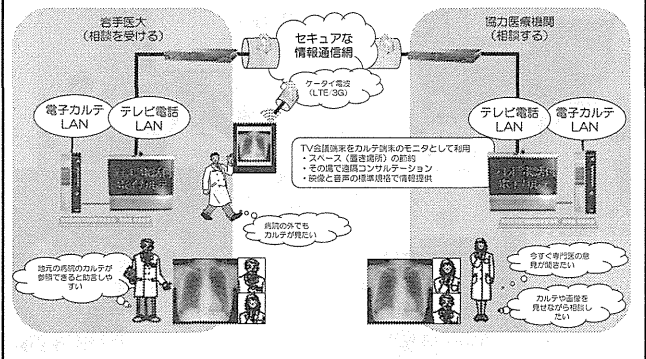 岩手医大
(相談を受ける)
協力医療機関
(相談する)
セキュアな
情報通信網
ケータイ電波
(LTE/3G)
電子カルテ
LAN
テレビ電話
LAN
テレビ電話
LAN
電子カルテ
LAN
TV会議端末をカルテ端末のモニタとして利用
・スペース(置き場所)の節約
・その場で遠隔コンサルテーション
・映像と音声の標準規格で情報提供
病院の外でも
カルテが見たい
地元の病院のカルテが
参照できると助言しや
すい
今すぐ専門医の意
見が聞きたい
カルテや画像を
見せながら相談し
たい